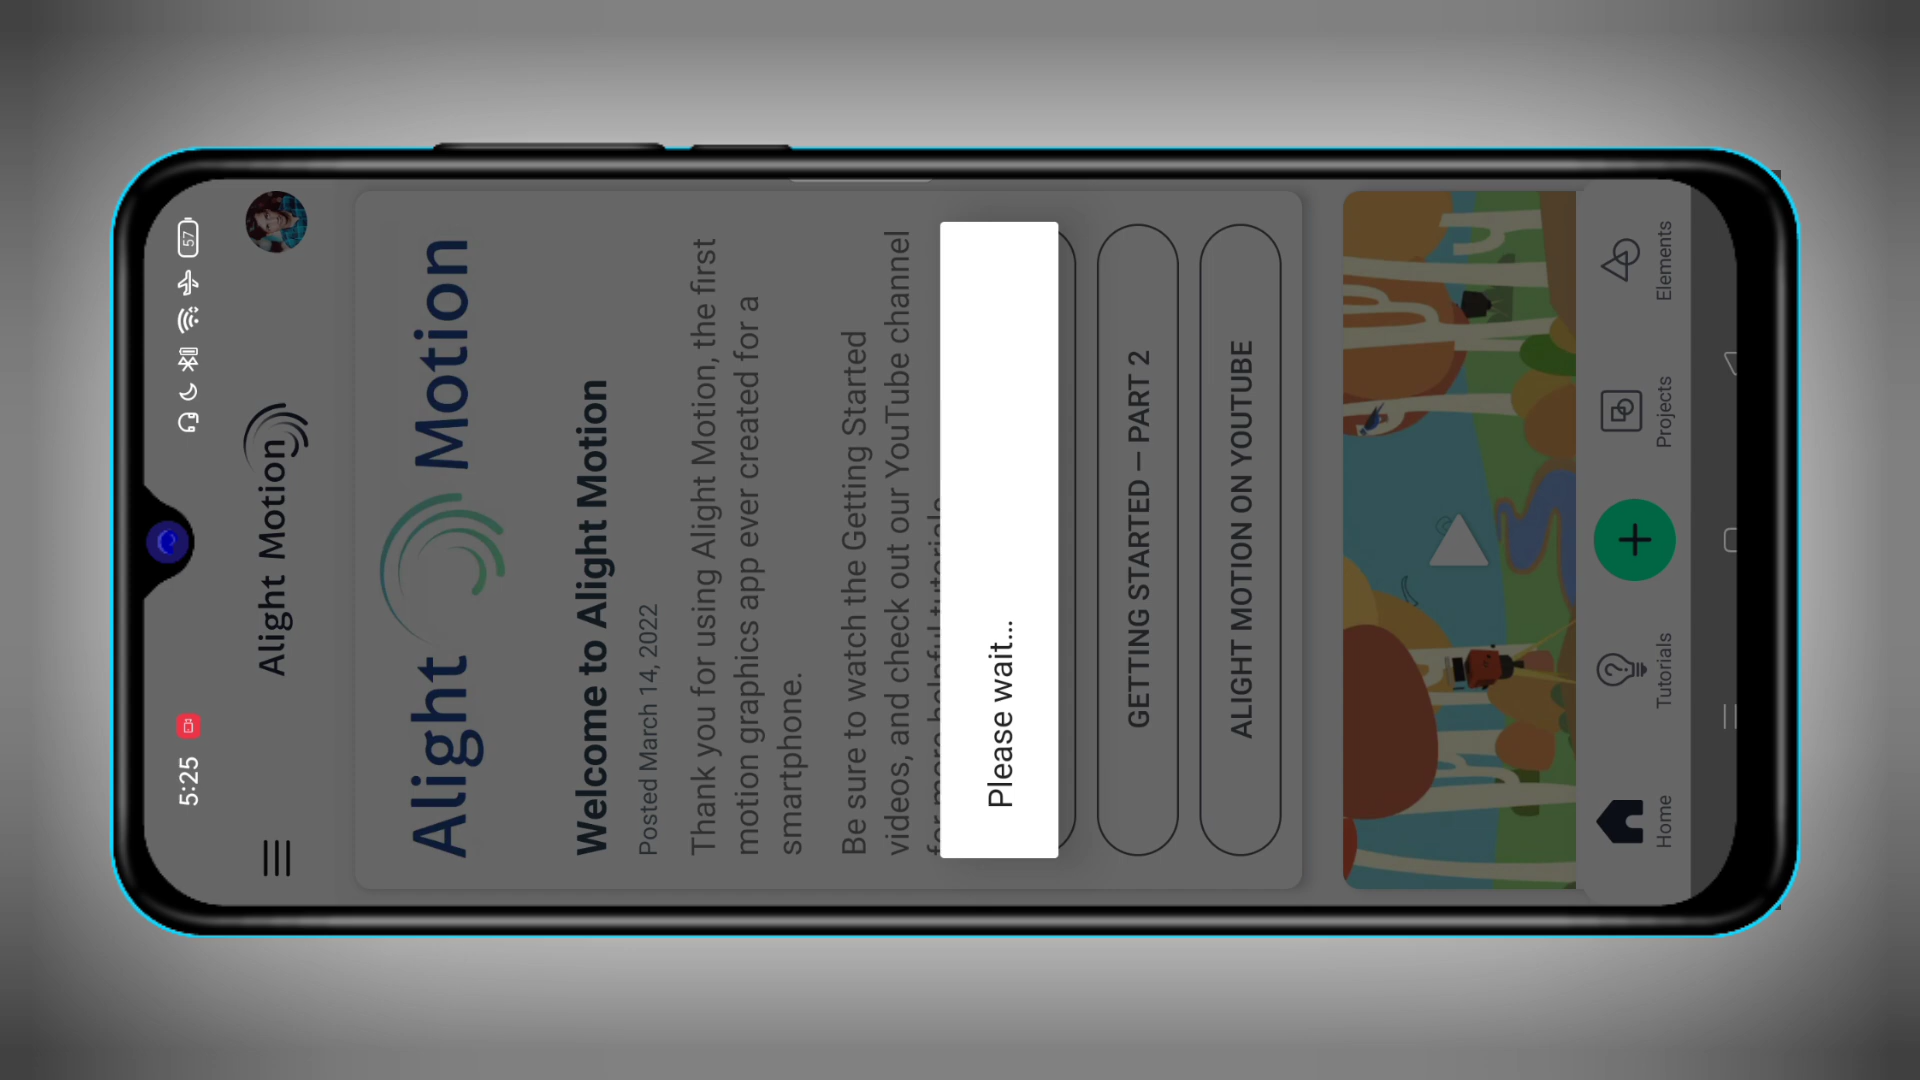 5:25
57
Alight Motion
Alight Motion
Welcome to Alight Motion
Posted March 14, 2022
Thank you for using Alight Motion, the first
motion graphics app ever created for a
smartphone.
Be sure to watch the Getting Started
videos, and check out our YouTube channel
for more helpful tutorials
Please wait...
GETTING STARTED – PART 2
ALIGHT MOTION ON YOUTUBE
Home
Tutorials
Projects
Elements